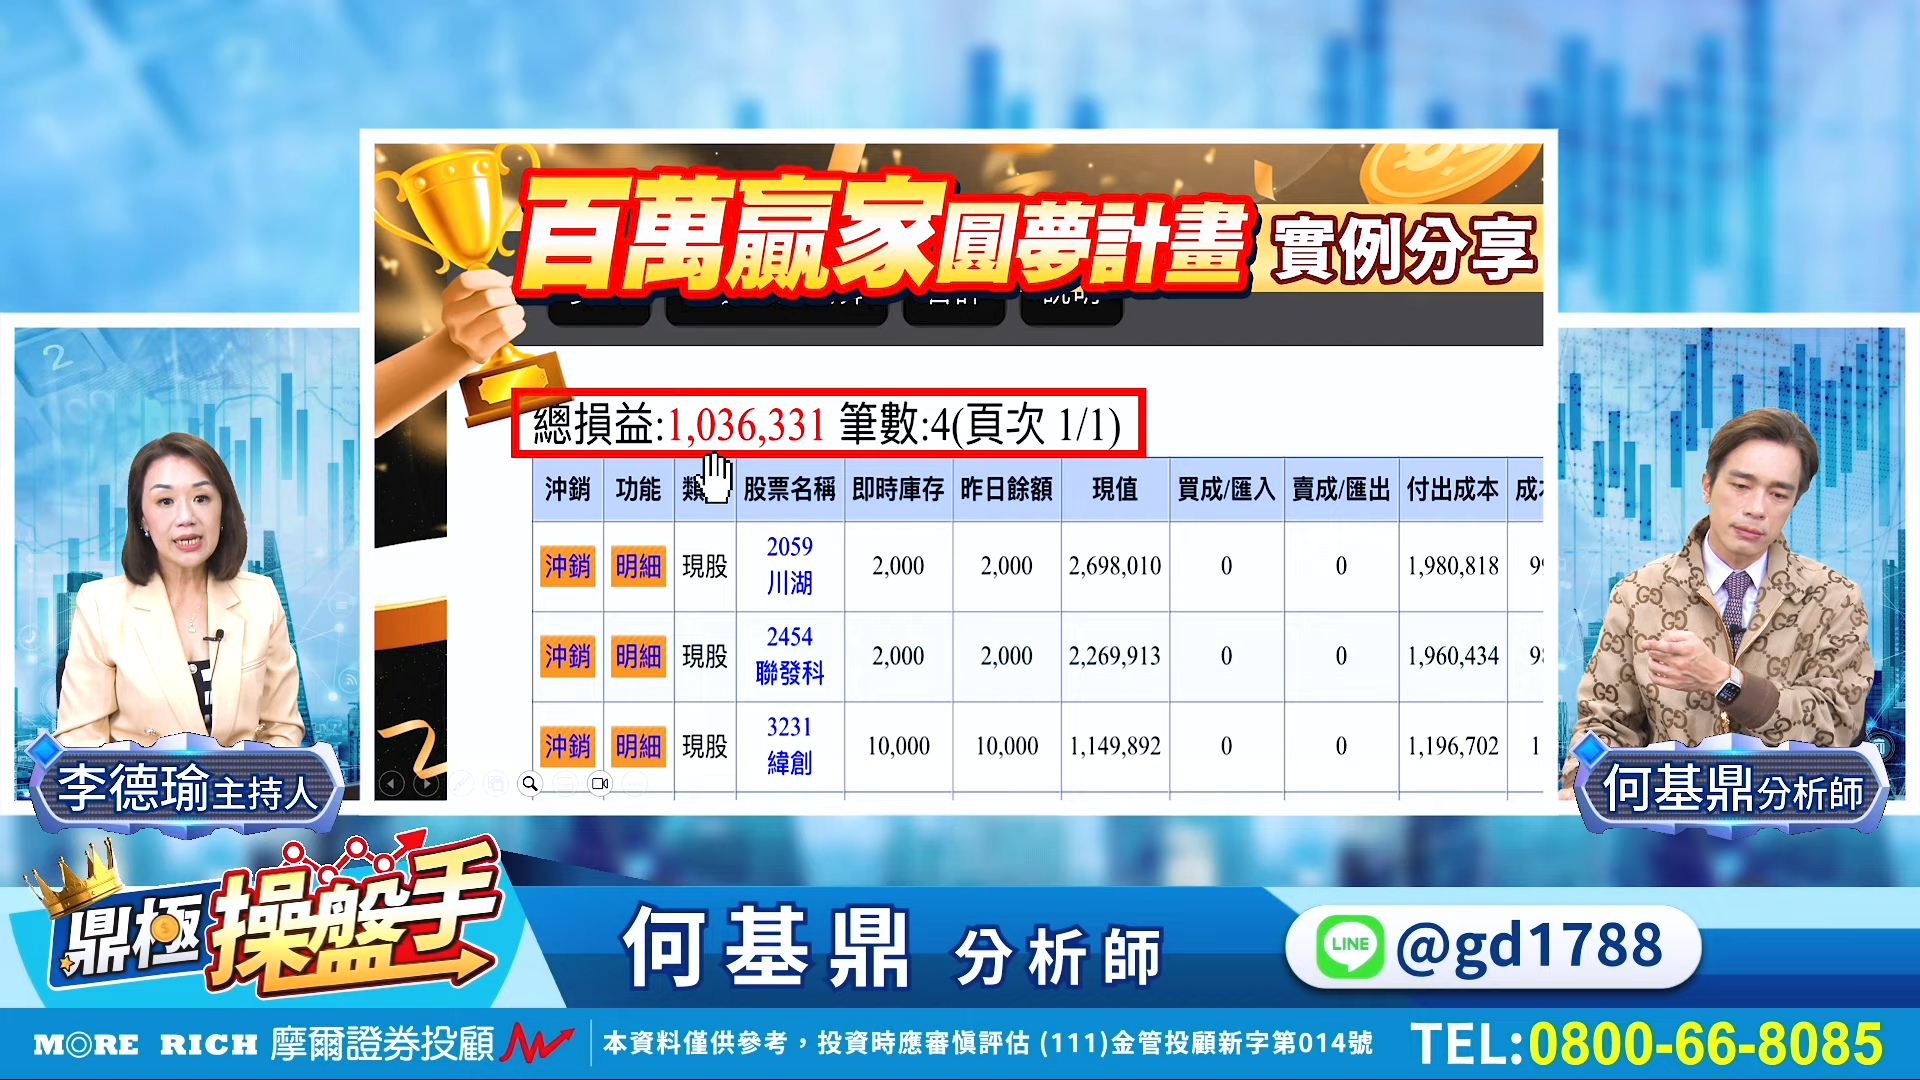 百萬贏家圓夢計畫 實例分享
總損益:1,036,331 筆數:4(頁次 1/1)
沖銷 功能 類 股票名稱 即時庫存 昨日餘額 現值 買成/匯入 賣成/匯出 付出成本
沖銷 明細 現股 2059 川湖 2,000 2,000 2,698,010 0 0 1,980,818
沖銷 明細 現股 2454 聯發科 2,000 2,000 2,269,913 0 0 1,960,434
沖銷 明細 現股 3231 緯創 10,000 10,000 1,149,892 0 0 1,196,702
李德瑜主持人
何基鼎分析師
鼎極操盤手
何基鼎 分析師
LINE @gd1788
MORE RICH 摩爾證券投顧
本資料僅供參考，投資時應審慎評估 (111)金管投顧新字第014號
TEL:0800-66-8085